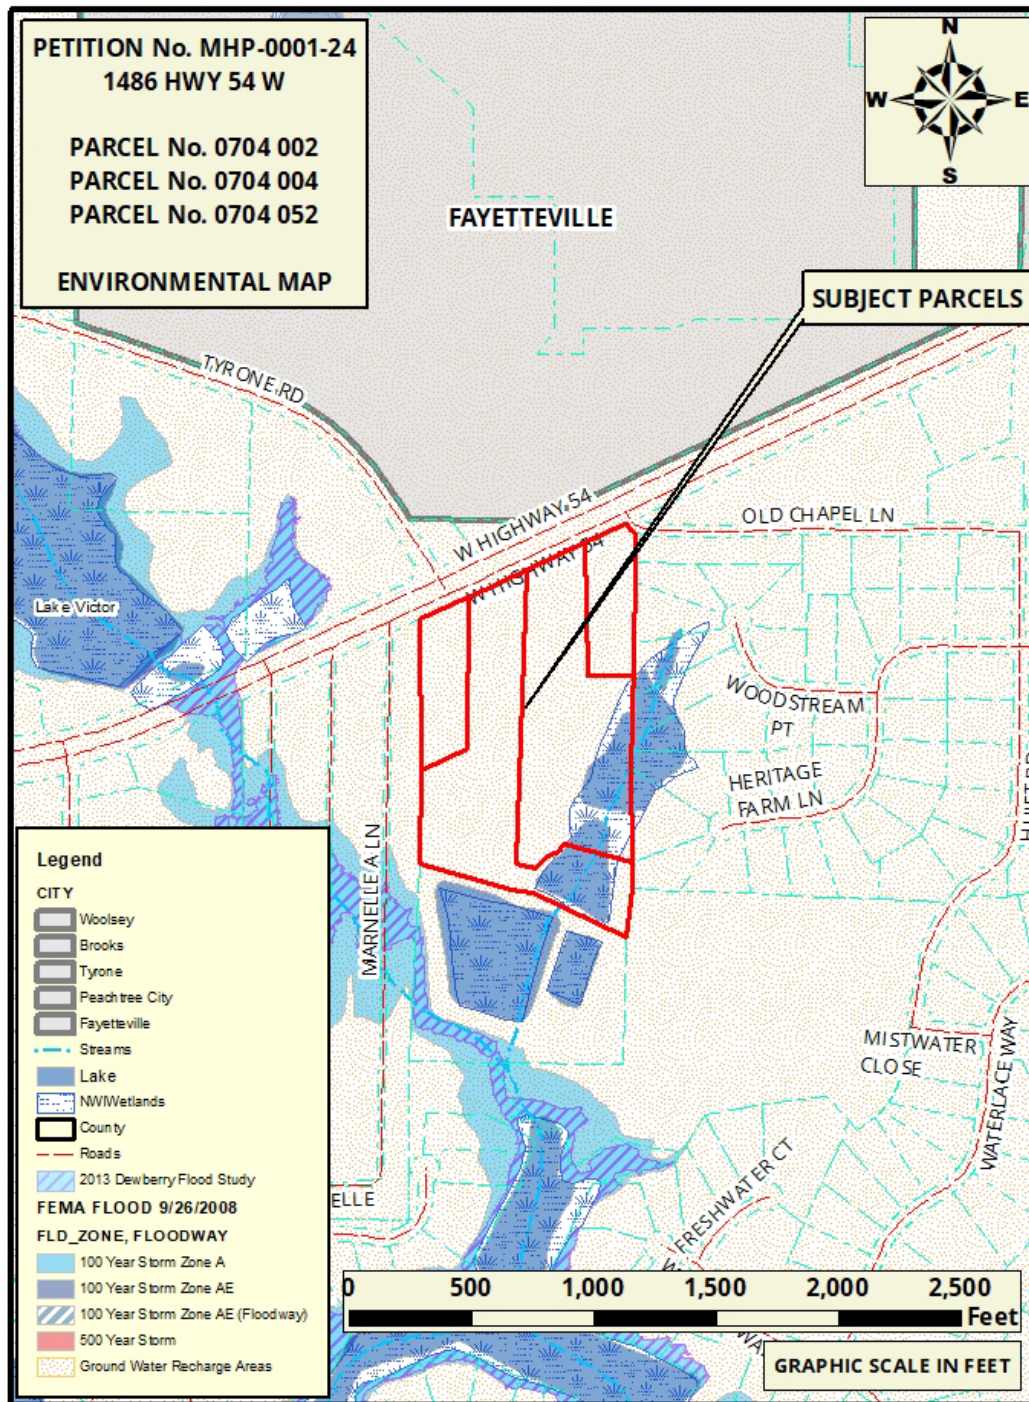 PETITION No. MHP-0001-24
1486 HWY 54 W
PARCEL No. 0704 002
PARCEL No. 0704 004
PARCEL No. 0704 052
ENVIRONMENTAL MAP
N
W
E
S
FAYETTEVILLE
SUBJECT PARCELS
TYRONE RD
W HIGHWAY 54
W HIGHWAY 54
OLD CHAPEL LN
Lake Victor
WOODSTREAM
PT
HERITAGE
FARM LN
MARNELLE A LN
MISTWATER
CLOSE
WATERLACE WAY
FRESHWATER CT
ELLE
Legend
CITY
Woolsey
Brooks
Tyrone
Peachtree City
Fayetteville
Streams
Lake
NWIWetlands
County
Roads
2013 Dewberry Flood Study
FEMA FLOOD 9/26/2008
FLD_ZONE, FLOODWAY
100 Year Storm Zone A
100 Year Storm Zone AE
100 Year Storm Zone AE (Floodway)
500 Year Storm
Ground Water Recharge Areas
0 500 1,000 1,500 2,000 2,500
Feet
GRAPHIC SCALE IN FEET